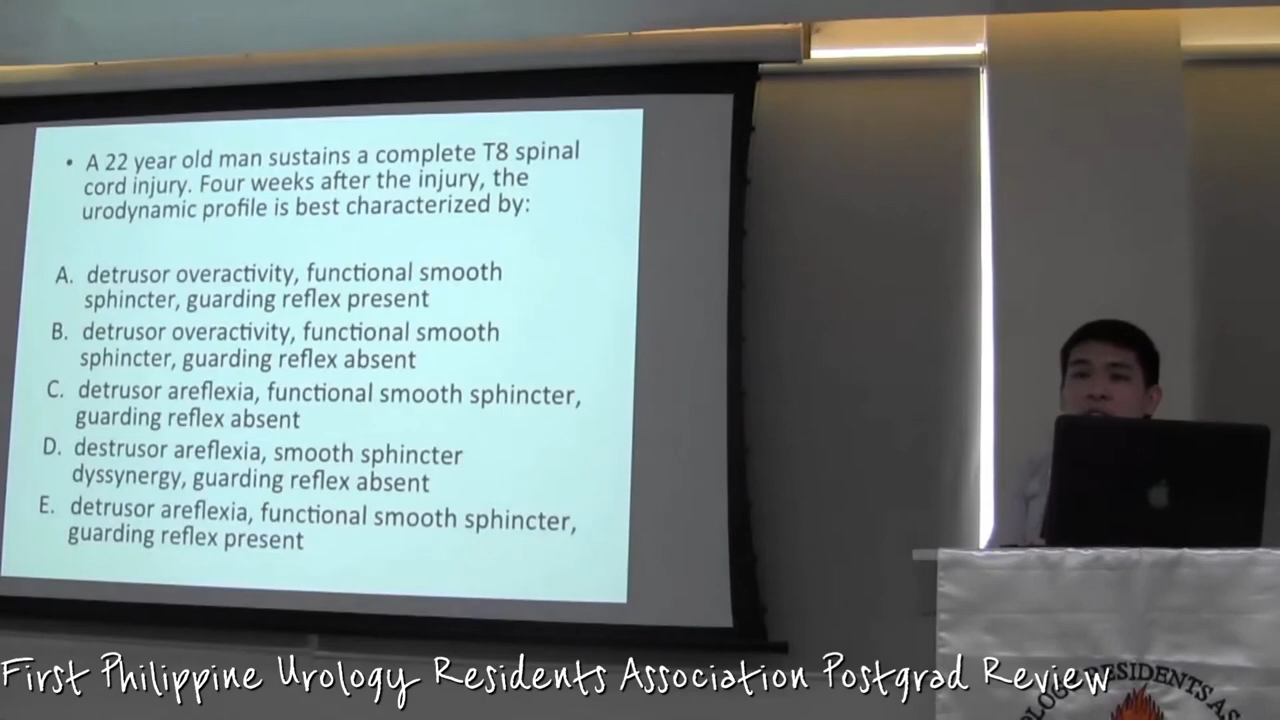 • A 22 year old man sustains a complete T8 spinal
cord injury. Four weeks after the injury, the
urodynamic profile is best characterized by:
A. detrusor overactivity, functional smooth
sphincter, guarding reflex present
B. detrusor overactivity, functional smooth
sphincter, guarding reflex absent
C. detrusor areflexia, functional smooth sphincter,
guarding reflex absent
D. destrusor areflexia, smooth sphincter
dyssynergy, guarding reflex absent
E. detrusor areflexia, functional smooth sphincter,
guarding reflex present
First Philippine Urology Residents Association Postgrad Review
RESIDENTS